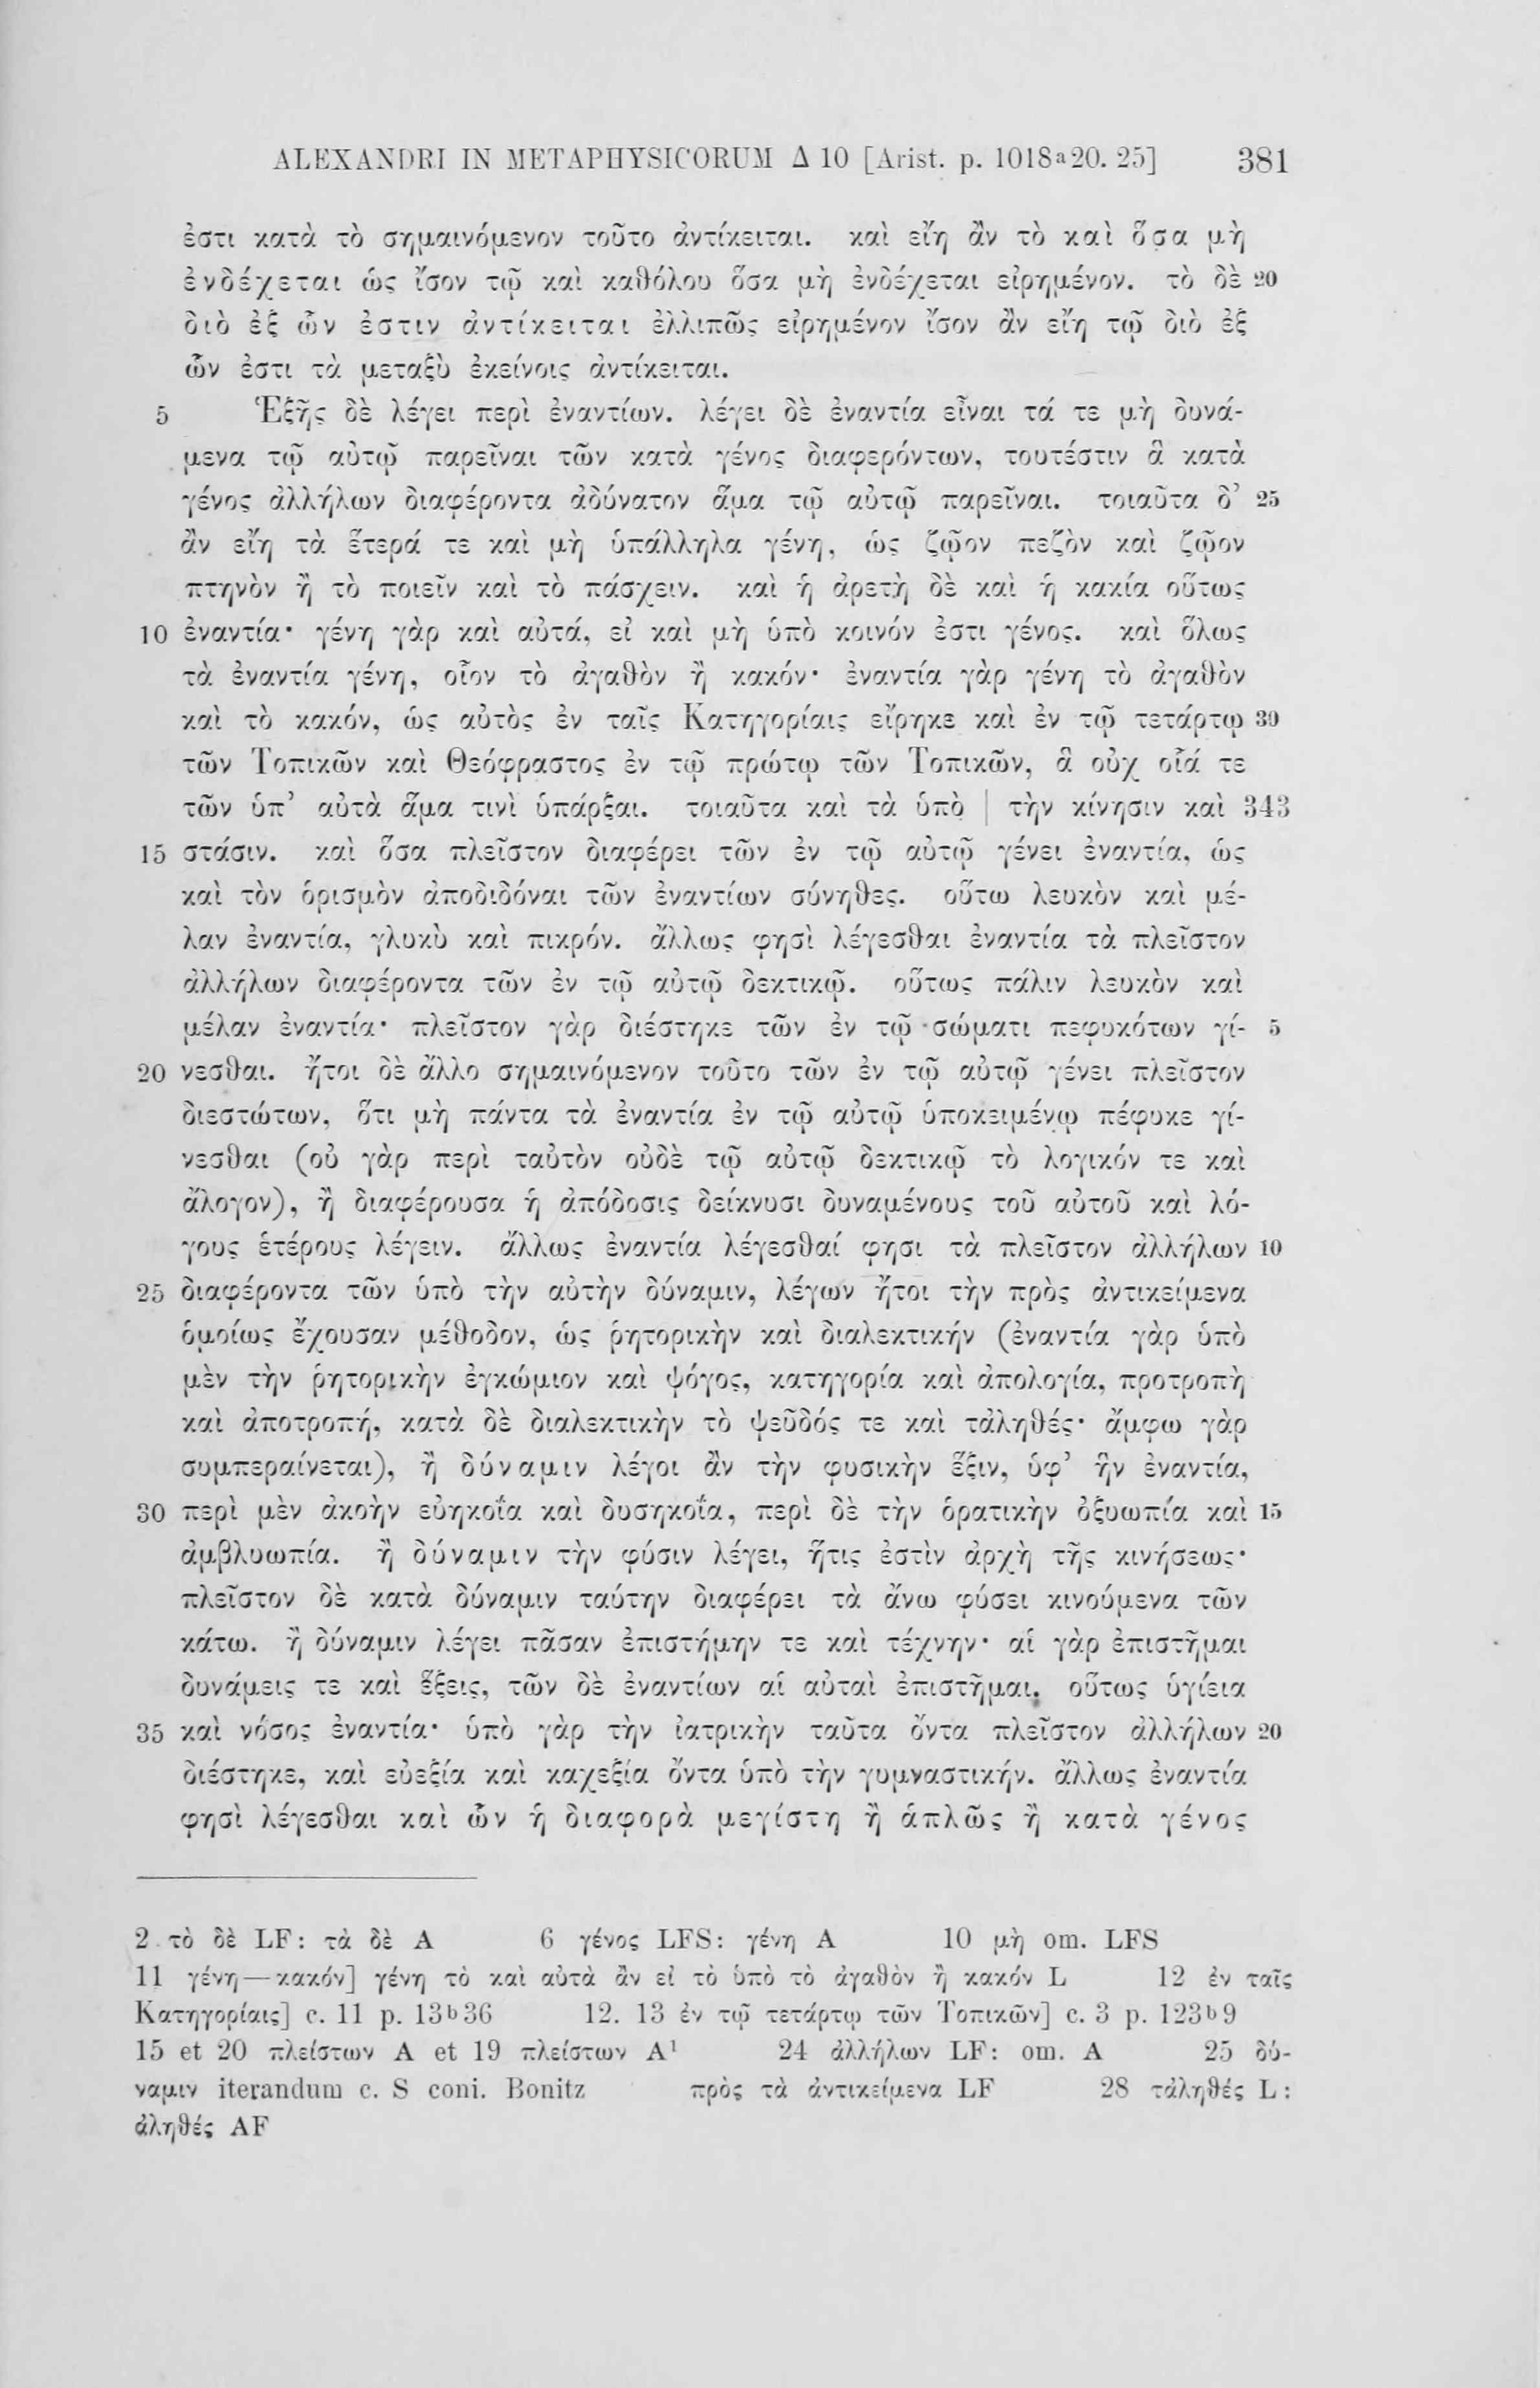 ALEXANDRI IN METAPHYSICORUM Δ 10 [Arist. p. 1018ᵃ20. 25] 381
ἐστι κατὰ τὸ σημαινόμενον τοῦτο ἀντίκειται. καὶ εἴη ἂν τὸ καὶ ὅσα μὴ
ἐνδέχεται ὡς ἴσον τῷ καὶ καθόλου ὅσα μὴ ἐνδέχεται εἰρημένον. τὸ δὲ 20
διὸ ἐξ ὧν ἐστιν ἀντίκειται ἐλλιπῶς εἰρημένον ἴσον ἂν εἴη τῷ διὸ ἐξ
ὧν ἐστι τὰ μεταξὺ ἐκείνοις ἀντίκειται.
5 Ἑξῆς δὲ λέγει περὶ ἐναντίων. λέγει δὲ ἐναντία εἶναι τά τε μὴ δυνά-
μενα τῷ αὐτῷ παρεῖναι τῶν κατὰ γένος διαφερόντων, τουτέστιν ἃ κατὰ
γένος ἀλλήλων διαφέροντα ἀδύνατον ἅμα τῷ αὐτῷ παρεῖναι. τοιαῦτα δ’ 25
ἂν εἴη τὰ ἕτερά τε καὶ μὴ ὑπάλληλα γένη, ὡς ζῷον πεζὸν καὶ ζῷον
πτηνὸν ἢ τὸ ποιεῖν καὶ τὸ πάσχειν. καὶ ἡ ἀρετὴ δὲ καὶ ἡ κακία οὕτως
10 ἐναντία· γένη γὰρ καὶ αὐτά, εἰ καὶ μὴ ὑπὸ κοινόν ἐστι γένος. καὶ ὅλως
τὰ ἐναντία γένη, οἷον τὸ ἀγαθὸν ἢ κακόν· ἐναντία γὰρ γένη τὸ ἀγαθὸν
καὶ τὸ κακόν, ὡς αὐτὸς ἐν ταῖς Κατηγορίαις εἴρηκε καὶ ἐν τῷ τετάρτῳ 30
τῶν Τοπικῶν καὶ Θεόφραστος ἐν τῷ πρώτῳ τῶν Τοπικῶν, ἃ οὐχ οἷά τε
τῶν ὑπ’ αὐτὰ ἅμα τινὶ ὑπάρξαι. τοιαῦτα καὶ τὰ ὑπὸ | τὴν κίνησιν καὶ 343
15 στάσιν. καὶ ὅσα πλεῖστον διαφέρει τῶν ἐν τῷ αὐτῷ γένει ἐναντία, ὡς
καὶ τὸν ὁρισμὸν ἀποδιδόναι τῶν ἐναντίων σύνηθες. οὕτω λευκὸν καὶ μέ-
λαν ἐναντία, γλυκὺ καὶ πικρόν. ἄλλως φησὶ λέγεσθαι ἐναντία τὰ πλεῖστον
ἀλλήλων διαφέροντα τῶν ἐν τῷ αὐτῷ δεκτικῷ. οὕτως πάλιν λευκὸν καὶ
μέλαν ἐναντία· πλεῖστον γὰρ διέστηκε τῶν ἐν τῷ σώματι πεφυκότων γί- 5
20 νεσθαι. ἤτοι δὲ ἄλλο σημαινόμενον τοῦτο τῶν ἐν τῷ αὐτῷ γένει πλεῖστον
διεστώτων, ὅτι μὴ πάντα τὰ ἐναντία ἐν τῷ αὐτῷ ὑποκειμένῳ πέφυκε γί-
νεσθαι (οὐ γὰρ περὶ ταὐτὸν οὐδὲ τῷ αὐτῷ δεκτικῷ τὸ λογικόν τε καὶ
ἄλογον), ἢ διαφέρουσα ἡ ἀπόδοσις δείκνυσι δυναμένους τοῦ αὐτοῦ καὶ λό-
γους ἑτέρους λέγειν. ἄλλως ἐναντία λέγεσθαί φησι τὰ πλεῖστον ἀλλήλων 10
25 διαφέροντα τῶν ὑπὸ τὴν αὐτὴν δύναμιν, λέγων ἤτοι τὴν πρὸς ἀντικείμενα
ὁμοίως ἔχουσαν μέθοδον, ὡς ῥητορικὴν καὶ διαλεκτικήν (ἐναντία γὰρ ὑπὸ
μὲν τὴν ῥητορικὴν ἐγκώμιον καὶ ψόγος, κατηγορία καὶ ἀπολογία, προτροπὴ
καὶ ἀποτροπή, κατὰ δὲ διαλεκτικὴν τὸ ψεῦδός τε καὶ τἀληθές· ἄμφω γὰρ
συμπεραίνεται), ἢ δύναμιν λέγοι ἂν τὴν φυσικὴν ἕξιν, ὑφ’ ἣν ἐναντία,
30 περὶ μὲν ἀκοὴν εὐηκοΐα καὶ δυσηκοΐα, περὶ δὲ τὴν ὁρατικὴν ὀξυωπία καὶ 15
ἀμβλυωπία. ἢ δύναμιν τὴν φύσιν λέγει, ἥτις ἐστὶν ἀρχὴ τῆς κινήσεως·
πλεῖστον δὲ κατὰ δύναμιν ταύτην διαφέρει τὰ ἄνω φύσει κινούμενα τῶν
κάτω. ἢ δύναμιν λέγει πᾶσαν ἐπιστήμην τε καὶ τέχνην· αἱ γὰρ ἐπιστῆμαι
δυνάμεις τε καὶ ἕξεις, τῶν δὲ ἐναντίων αἱ αὐταὶ ἐπιστῆμαι. οὕτως ὑγίεια
35 καὶ νόσος ἐναντία· ὑπὸ γὰρ τὴν ἰατρικὴν ταῦτα ὄντα πλεῖστον ἀλλήλων 20
διέστηκε, καὶ εὐεξία καὶ καχεξία ὄντα ὑπὸ τὴν γυμναστικήν. ἄλλως ἐναντία
φησὶ λέγεσθαι καὶ ὧν ἡ διαφορὰ μεγίστη ἢ ἁπλῶς ἢ κατὰ γένος
2 τὸ δὲ LF: τὰ δὲ A 6 γένος LFS: γένη A 10 μὴ om. LFS
11 γένη—κακόν] γένη τὸ καὶ αὐτὰ ἂν εἰ τὸ ὑπὸ τὸ ἀγαθὸν ἢ κακόν L 12 ἐν ταῖς
Κατηγορίαις] c. 11 p. 13ᵇ36 12. 13 ἐν τῷ τετάρτῳ τῶν Τοπικῶν] c. 3 p. 123ᵇ9
15 et 20 πλείστων A et 19 πλείστων A¹ 24 ἀλλήλων LF: om. A 25 δύ-
ναμιν iterandum c. S coni. Bonitz πρὸς τὰ ἀντικείμενα LF 28 τἀληθές L:
ἀληθές AF